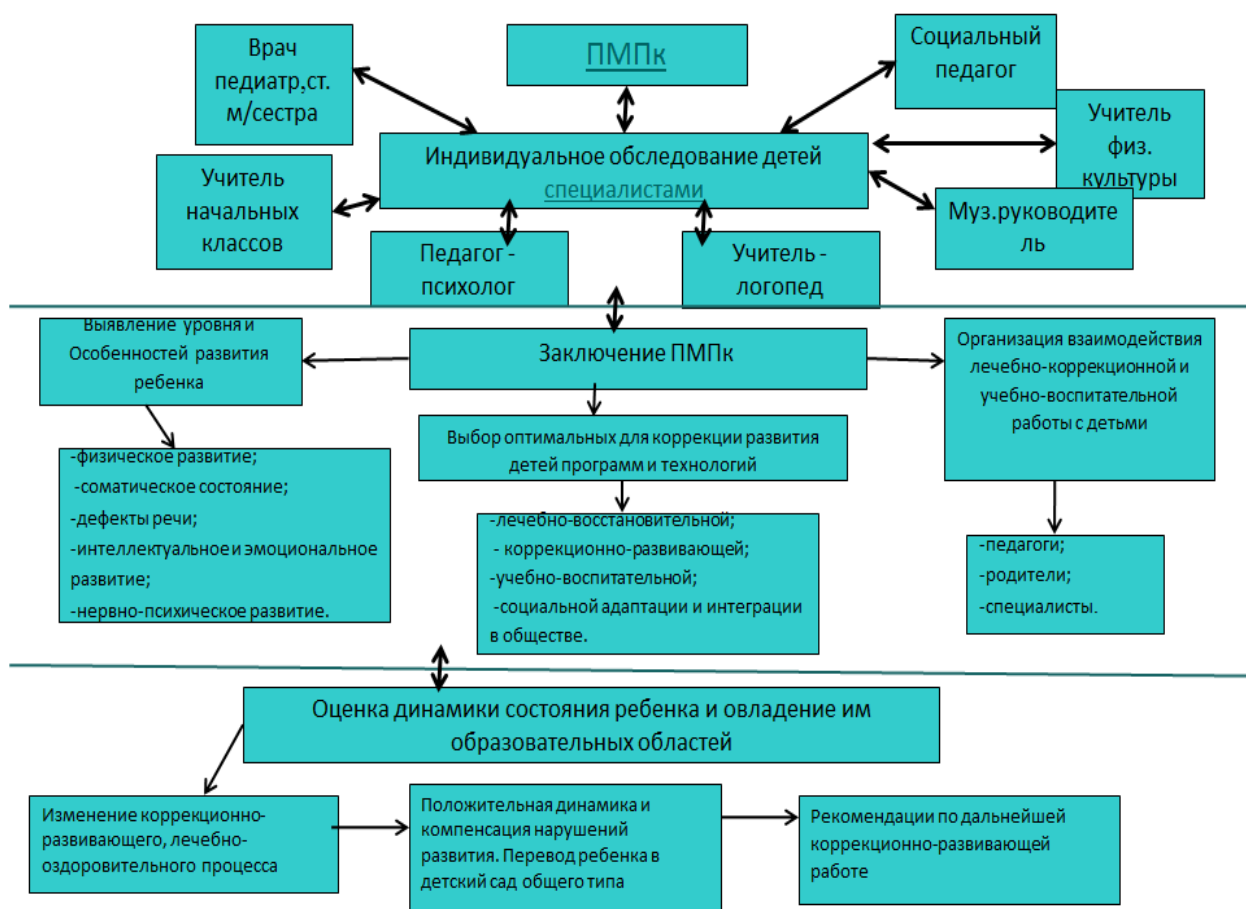 Врач
педиатр,ст.
м/сестра
ПМПк
Социальный
педагог
Учитель
физ.
культуры
Индивидуальное обследование детей
специалистами
Учитель
начальных
классов
Муз.руководите
ль
Педагог -
психолог
Учитель -
логопед
Выявление уровня и
Особенностей развития
ребенка
Заключение ПМПк
Организация взаимодействия
лечебно-коррекционной и
учебно-воспитательной
работы с детьми
Выбор оптимальных для коррекции развития
детей программ и технологий
-физическое развитие;
-соматическое состояние;
-дефекты речи;
-интеллектуальное и эмоциональное
развитие;
-нервно-психическое развитие.
-лечебно-восстановительной;
- коррекционно-развивающей;
-учебно-воспитательной;
-социальной адаптации и интеграции
в обществе.
-педагоги;
-родители;
-специалисты.
Оценка динамики состояния ребенка и овладение им
образовательных областей
Изменение коррекционно-
развивающего, лечебно-
оздоровительного процесса
Положительная динамика и
компенсация нарушений
развития. Перевод ребенка в
детский сад общего типа
Рекомендации по дальнейшей
коррекционно-развивающей
работе